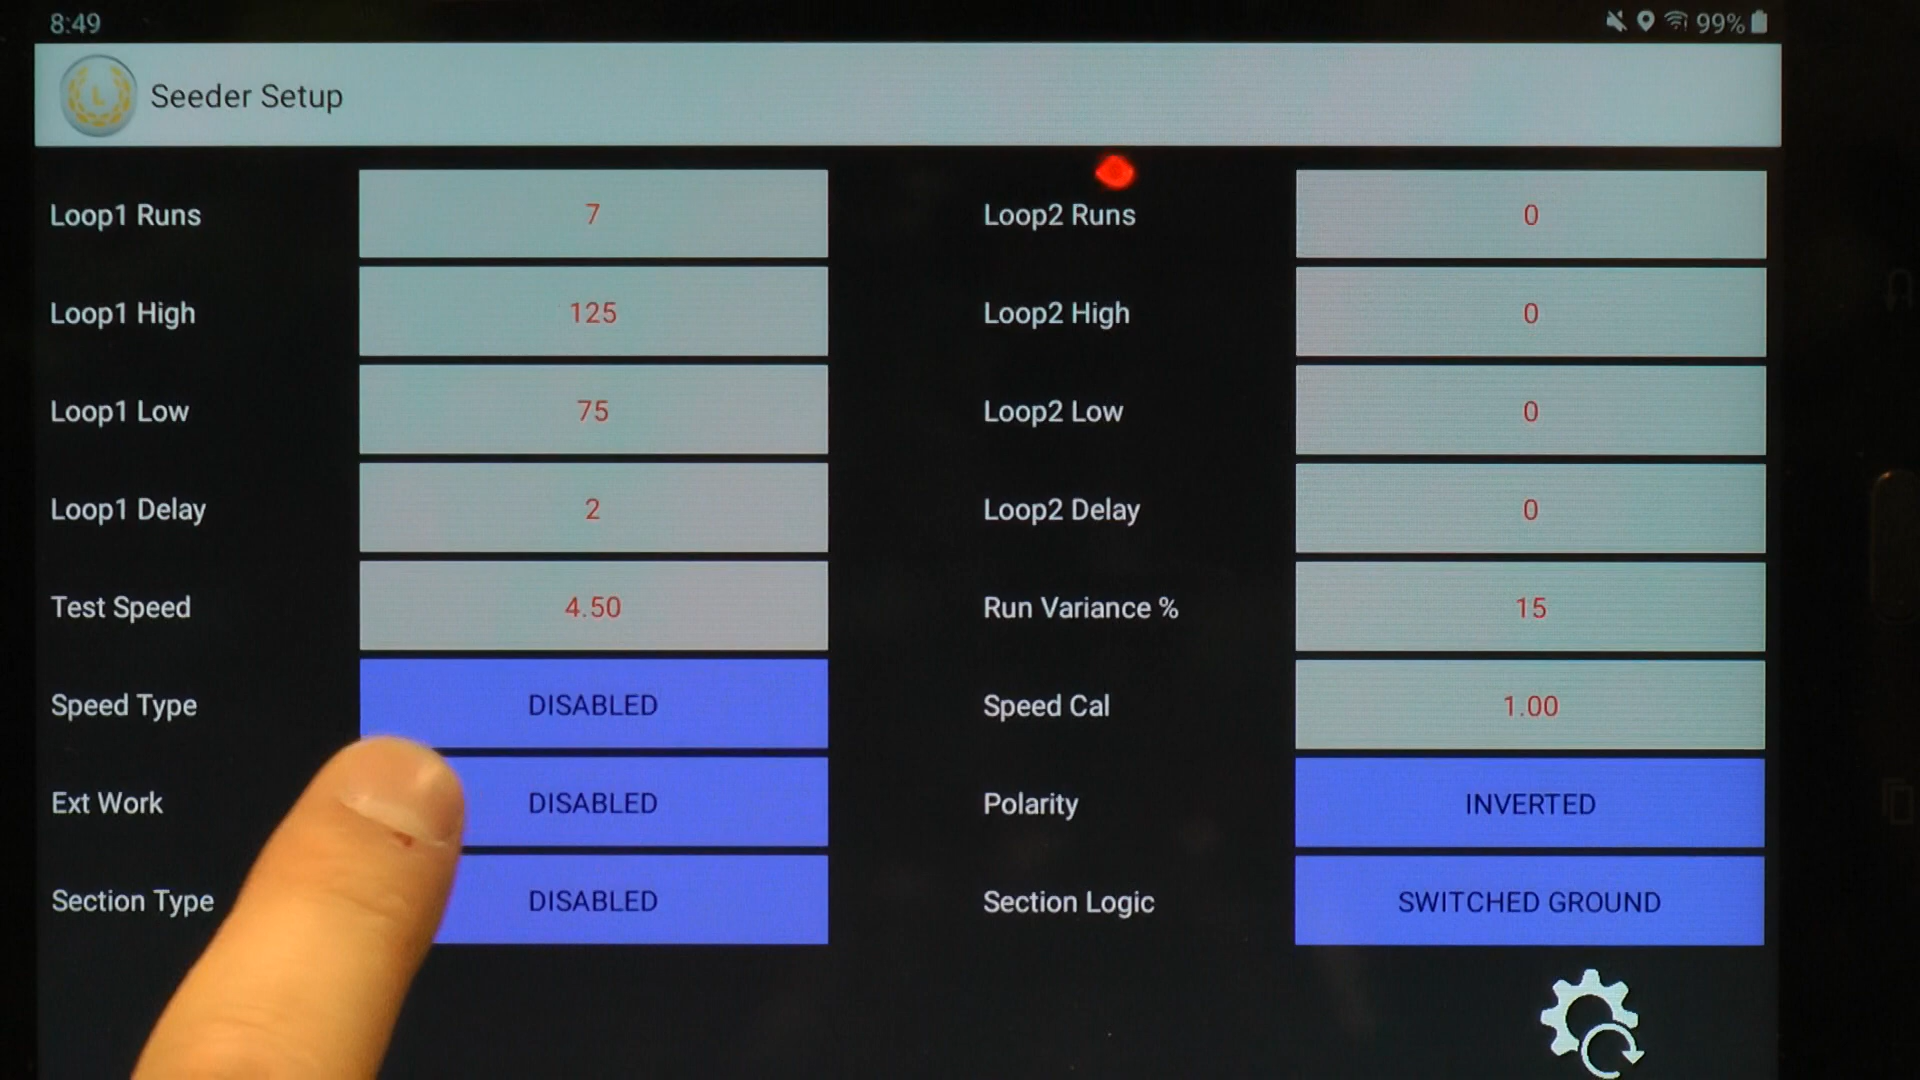 8:49 99%
L Seeder Setup
Loop1 Runs 7 Loop2 Runs 0
Loop1 High 125 Loop2 High 0
Loop1 Low 75 Loop2 Low 0
Loop1 Delay 2 Loop2 Delay 0
Test Speed 4.50 Run Variance % 15
Speed Type DISABLED Speed Cal 1.00
Ext Work DISABLED Polarity INVERTED
Section Type DISABLED Section Logic SWITCHED GROUND